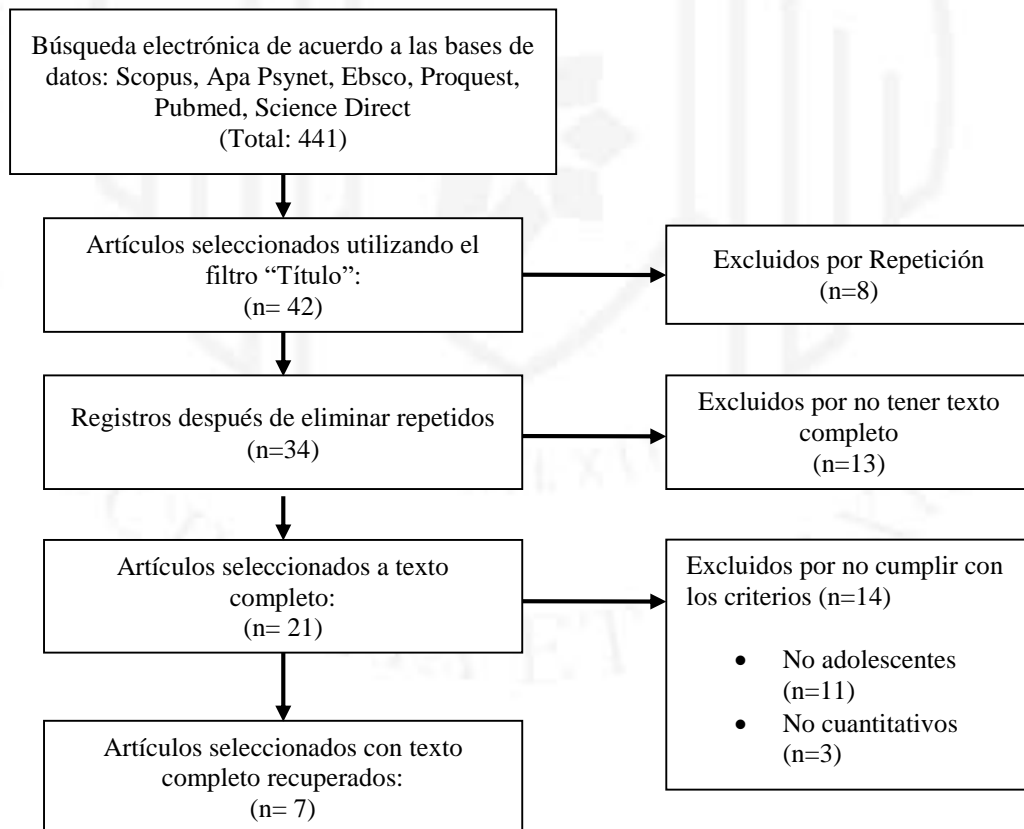 Búsqueda electrónica de acuerdo a las bases de
datos: Scopus, Apa Psynet, Ebsco, Proquest,
Pubmed, Science Direct
(Total: 441)
Artículos seleccionados utilizando el
filtro “Título”:
(n= 42)
Excluidos por Repetición
(n=8)
Registros después de eliminar repetidos
(n=34)
Excluidos por no tener texto
completo
(n=13)
Artículos seleccionados a texto
completo:
(n= 21)
Excluidos por no cumplir con
los criterios (n=14)
• No adolescentes
(n=11)
• No cuantitativos
(n=3)
Artículos seleccionados con texto
completo recuperados:
(n= 7)